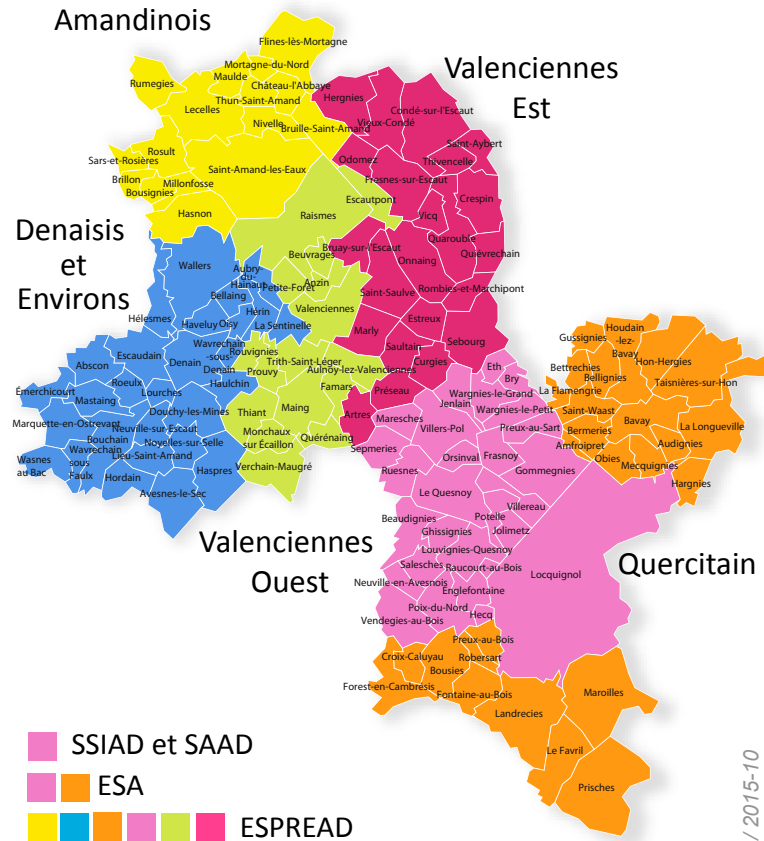 Amandinois
Flines-lès-Mortagne
Mortagne-du-Nord
Maulde
Rumegies
Château-l'Abbaye
Thun-Saint-Amand
Lecelles
Nivelle
Bruille-Saint-Amand
Rosult
Sars-et-Rosières
Saint-Amand-les-Eaux
Brillon
Millonfosse
Bousignies
Hasnon
Valenciennes
Est
Hergnies
Condé-sur-l'Escaut
Vieux-Condé
Saint-Aybert
Odomez
Thivencelle
Fresnes-sur-Escaut
Escautpont
Crespin
Vicq
Raismes
Quarouble
Bruay-sur-l'Escaut
Quiévrechain
Onnaing
Beuvrages
Rombies-et-Marchipont
Saint-Saulve
Anzin
Petite-Forêt
Valenciennes
Estreux
Marly
Sebourg
Saultain
Curgies
Préseau
Artres
Denaisis
et
Environs
Wallers
Aubry-
du-
Hainaut
Bellaing
Hérin
Hélesmes
Haveluy
Oisy
La Sentinelle
Wavrechain
-sous-
Denain
Rouvignies
Escaudain
Denain
Prouvy
Trith-Saint-Léger
Aulnoy-lez-Valenciennes
Abscon
Haulchin
Famars
Roeulx
Émerchicourt
Mastaing
Lourches
Douchy-les-Mines
Thiant
Maing
Marquette-en-Ostrevant
Neuville-sur-Escaut
Monchaux
sur Écaillon
Quérénaing
Bouchain
Noyelles-sur-Selle
Wavrechain
sous
Faulx
Lieu-Saint-Amand
Wasnes
au Bac
Haspres
Verchain-Maugré
Hordain
Avesnes-le-Sec
Valenciennes
Ouest
Houdain
-lez-
Bavay
Gussignies
Hon-Hergies
Bettrechies
Bellignies
Taisnières-sur-Hon
La Flamengrie
Saint-Waast
Bavay
La Longueville
Bermeries
Amfroipret
Audignies
Obies
Mecquignies
Hargnies
Eth
Bry
Wargnies-le-Grand
Jenlain
Wargnies-le-Petit
Maresches
Villers-Pol
Preux-au-Sart
Sepmeries
Orsinval
Frasnoy
Ruesnes
Gommegnies
Le Quesnoy
Villereau
Beaudignies
Potelle
Ghissignies
Jolimetz
Louvignies-Quesnoy
Salesches
Raucourt-au-Bois
Locquignol
Neuville-en-Avesnois
Englefontaine
Poix-du-Nord
Hecq
Vendegies-au-Bois
Quercitain
Preux-au-Bois
Croix-Caluyau
Robersart
Bousies
Forest-en-Cambrésis
Fontaine-au-Bois
Maroilles
Landrecies
Le Favril
Prisches
SSIAD et SAAD
ESA
ESPREAD
/ 2015-10